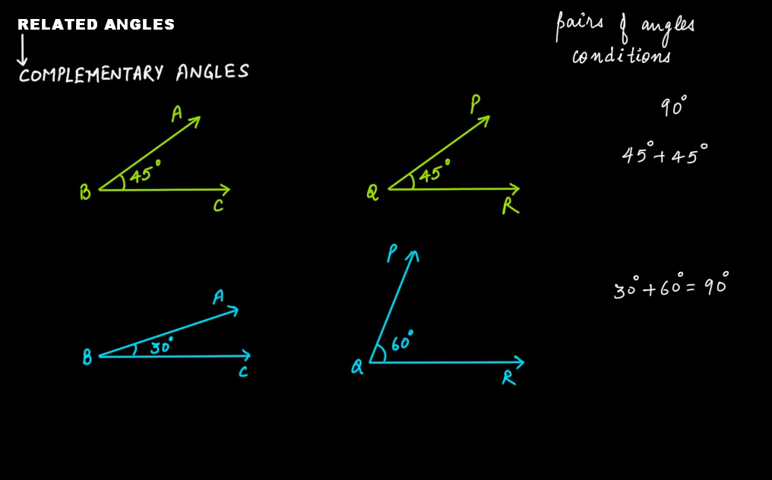 RELATED ANGLES
COMPLEMENTARY ANGLES
pairs of angles
conditions
90°
A
45°
B
C
P
45°
Q
R
45° + 45°
A
30°
B
C
P
60°
Q
R
30° + 60° = 90°